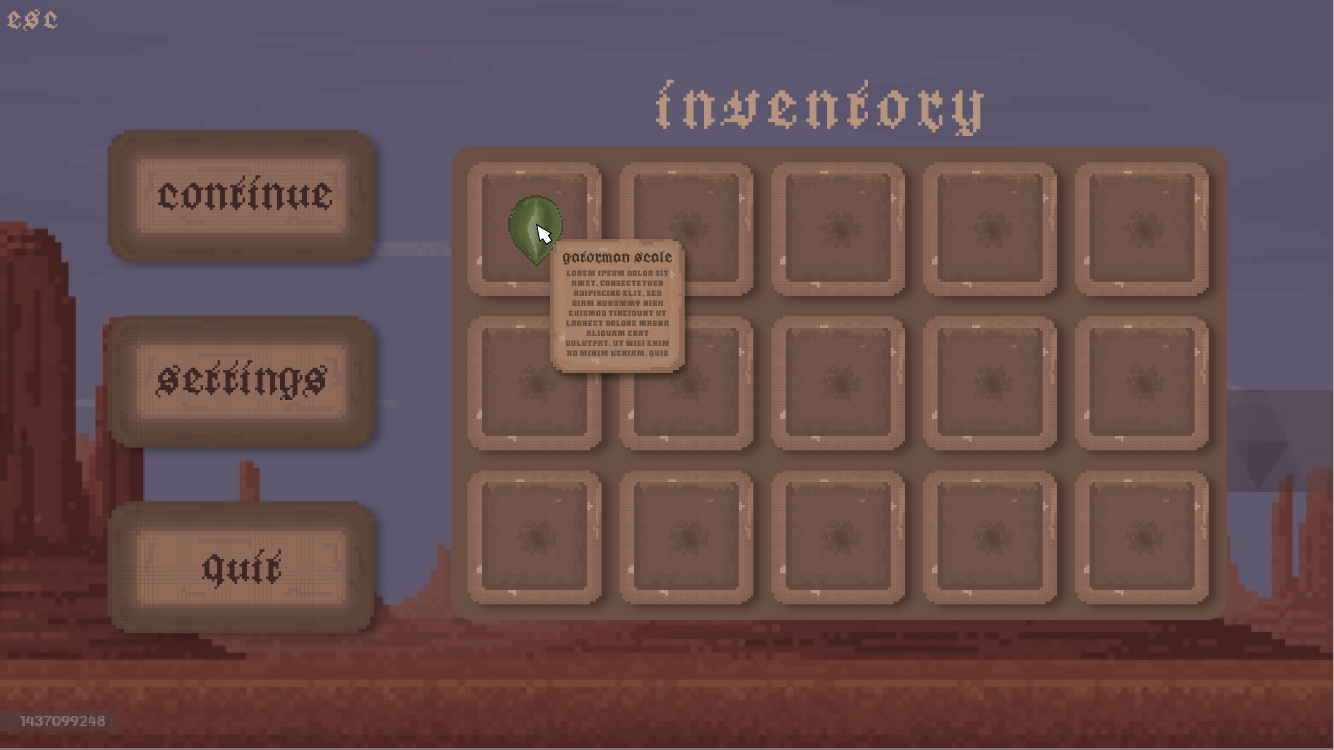 esc
inventory
continue
settings
quit
gatorman scale
LOREM IPSUM DOLOR SIT
AMET, CONSECTETUER
ADIPISCING ELIT, SED
DIAM NONUMMY NIBH
EUISMOD TINCIDUNT UT
LAOREET DOLORE MAGNA
ALIQUAM ERAT
VOLUTPAT. UT WISI ENIM
AD MINIM VENIAM, QUIS
1437099248